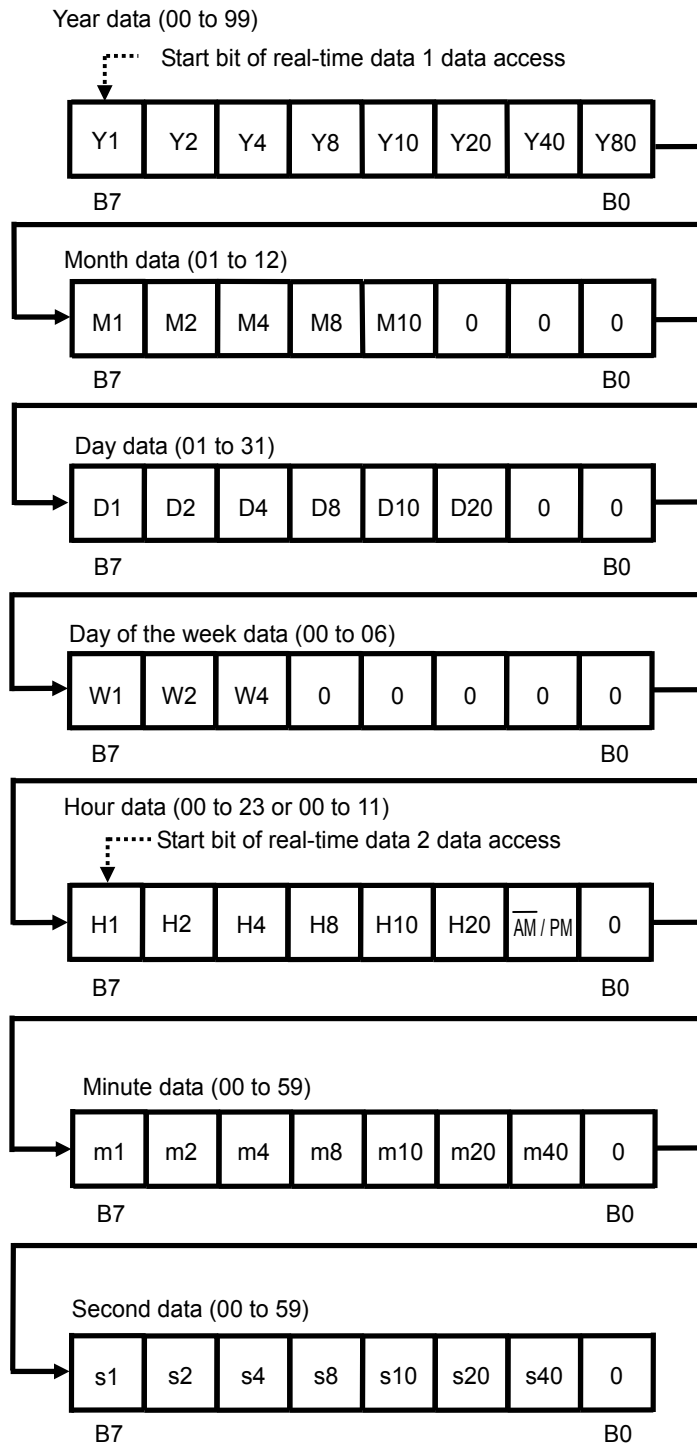 Year data (00 to 99)
Start bit of real-time data 1 data access
Y1 Y2 Y4 Y8 Y10 Y20 Y40 Y80
B7 B0
Month data (01 to 12)
M1 M2 M4 M8 M10 0 0 0
B7 B0
Day data (01 to 31)
D1 D2 D4 D8 D10 D20 0 0
B7 B0
Day of the week data (00 to 06)
W1 W2 W4 0 0 0 0 0
B7 B0
Hour data (00 to 23 or 00 to 11)
Start bit of real-time data 2 data access
H1 H2 H4 H8 H10 H20 A̅M̅ / PM 0
B7 B0
Minute data (00 to 59)
m1 m2 m4 m8 m10 m20 m40 0
B7 B0
Second data (00 to 59)
s1 s2 s4 s8 s10 s20 s40 0
B7 B0